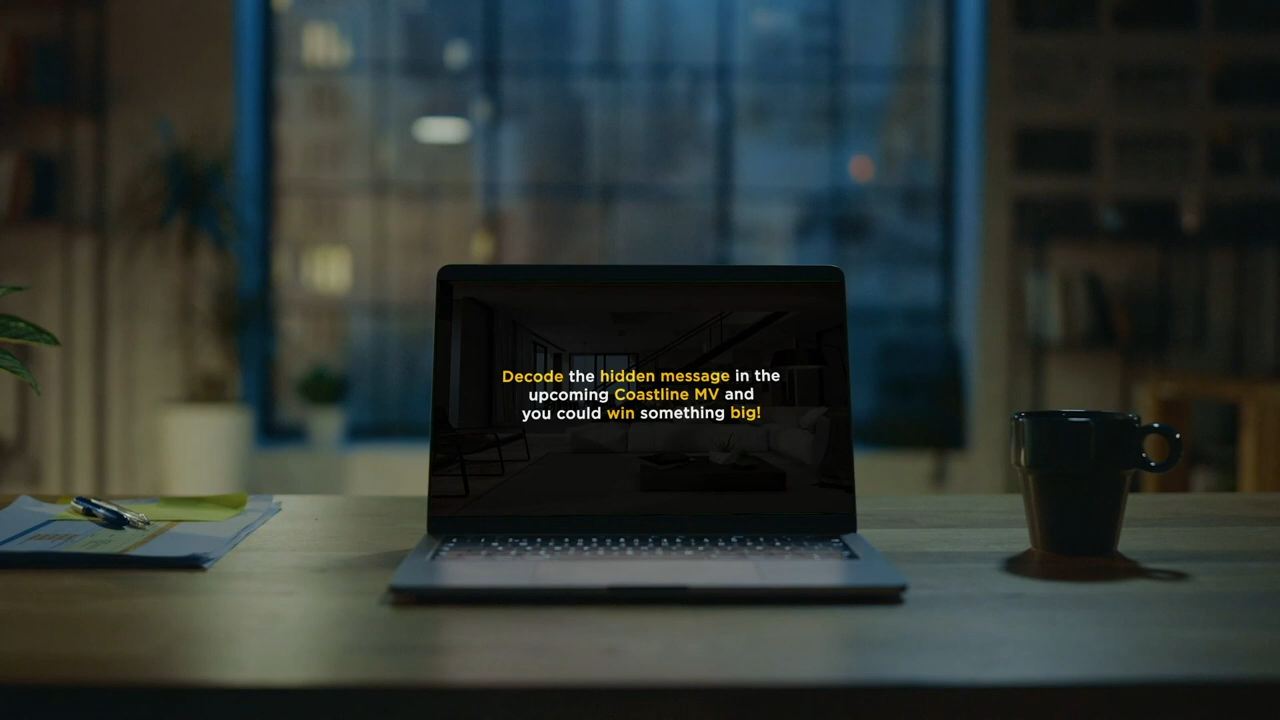 Decode the hidden message in the
upcoming Coastline MV and
you could win something big!